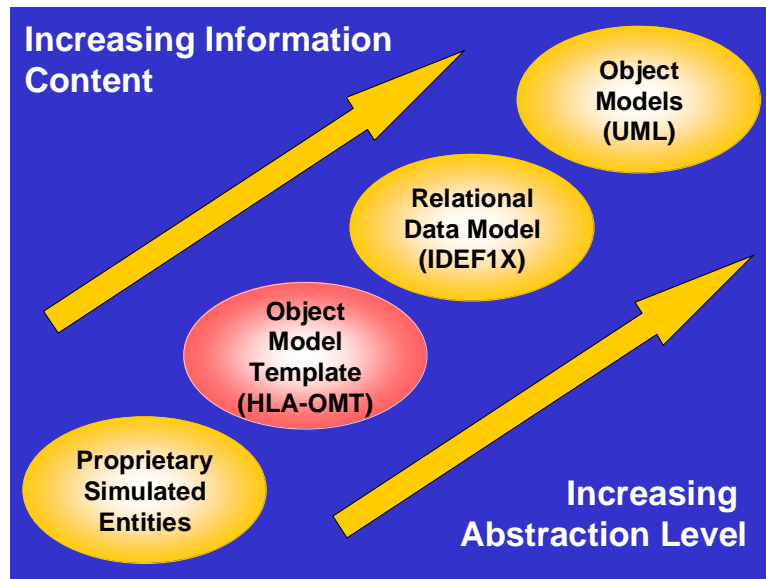 Increasing Information
Content
Object
Models
(UML)
Relational
Data Model
(IDEF1X)
Object
Model
Template
(HLA-OMT)
Proprietary
Simulated
Entities
Increasing
Abstraction Level